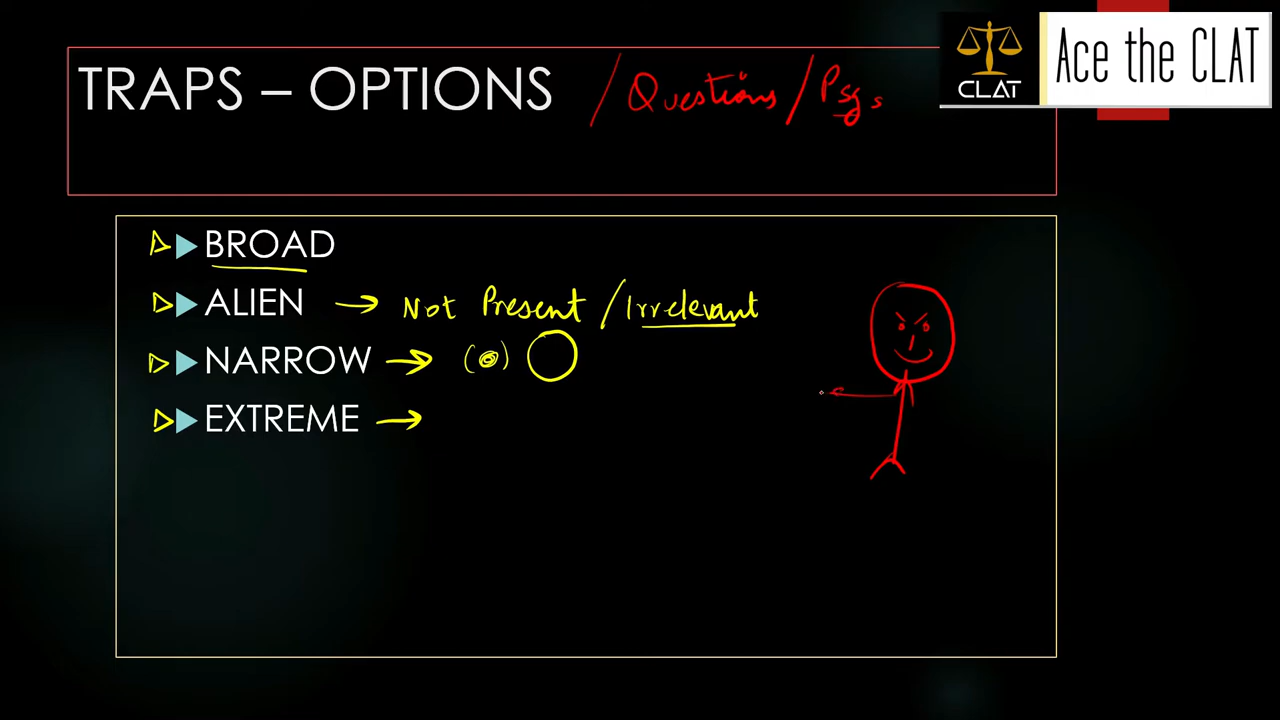 TRAPS – OPTIONS / Questions / Psgs
CLAT
Ace the CLAT
BROAD
ALIEN → Not Present / Irrelevant
NARROW →
EXTREME →